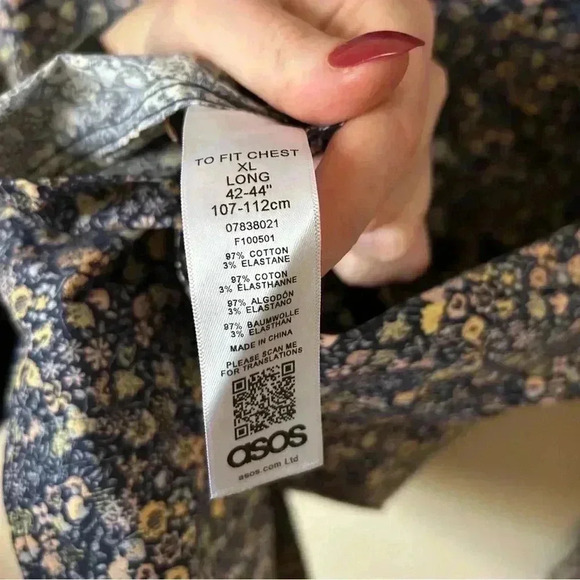 TO FIT CHEST
XL
LONG
42-44"
107-112cm
07838021
F100501
97% COTTON
3% ELASTANE
97% COTON
3% ELASTHANNE
97% ALGODÓN
3% ELASTANO
97% BAUMWOLLE
3% ELASTHAN
MADE IN CHINA
PLEASE SCAN ME
FOR TRANSLATIONS
asos
asos.com Ltd